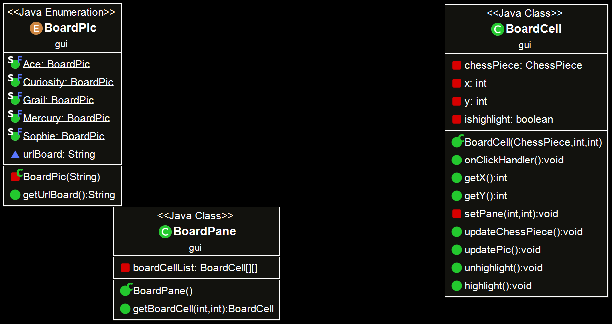 <<Java Enumeration>>
BoardPic
gui
Ace: BoardPic
Curiosity: BoardPic
Grail: BoardPic
Mercury: BoardPic
Sophie: BoardPic
urlBoard: String
BoardPic(String)
getUrlBoard():String
<<Java Class>>
BoardPane
gui
boardCellList: BoardCell[][]
BoardPane()
getBoardCell(int,int):BoardCell
<<Java Class>>
BoardCell
gui
chessPiece: ChessPiece
x: int
y: int
ishighlight: boolean
BoardCell(ChessPiece,int,int)
onClickHandler():void
getX():int
getY():int
setPane(int,int):void
updateChessPiece():void
updatePic():void
unhighlight():void
highlight():void